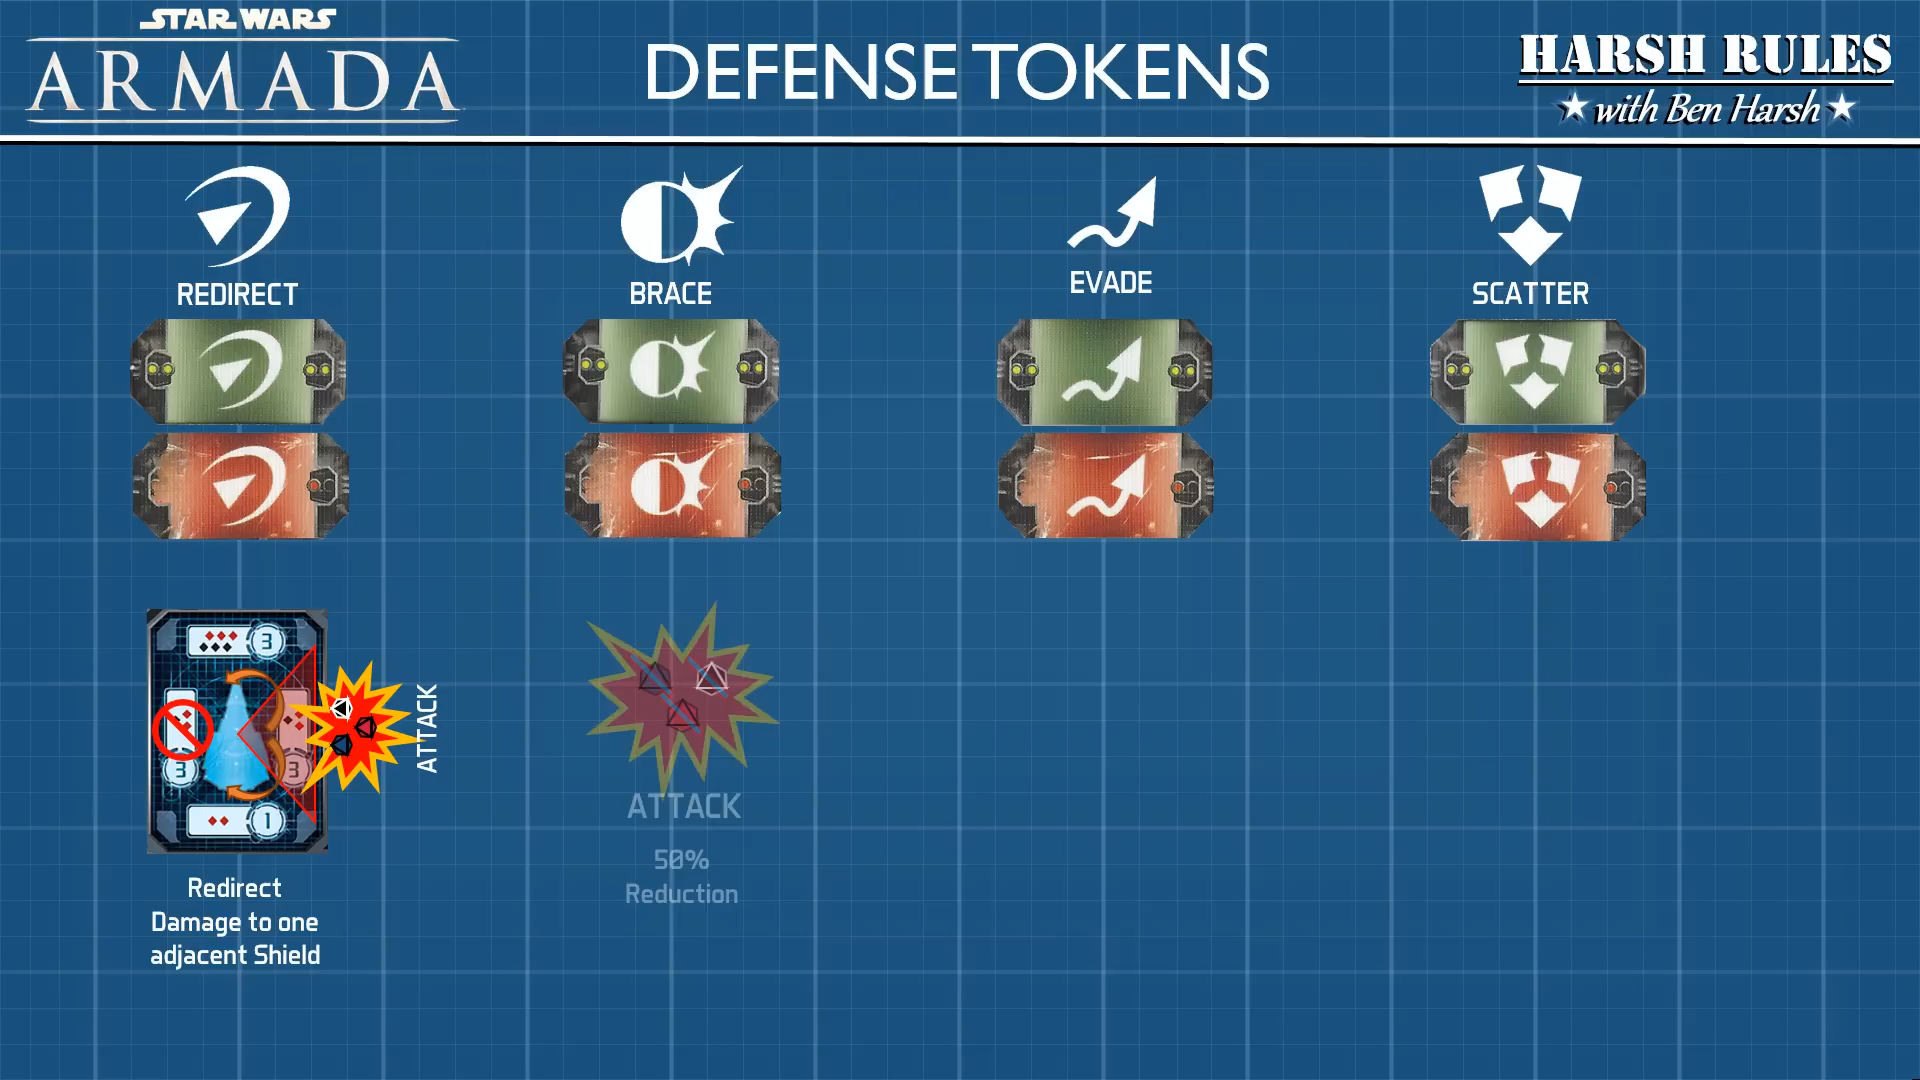 STAR WARS
ARMADA
DEFENSE TOKENS
HARSH RULES
with Ben Harsh
REDIRECT
BRACE
EVADE
SCATTER
3
3
3
1
ATTACK
Redirect
Damage to one
adjacent Shield
ATTACK
50%
Reduction